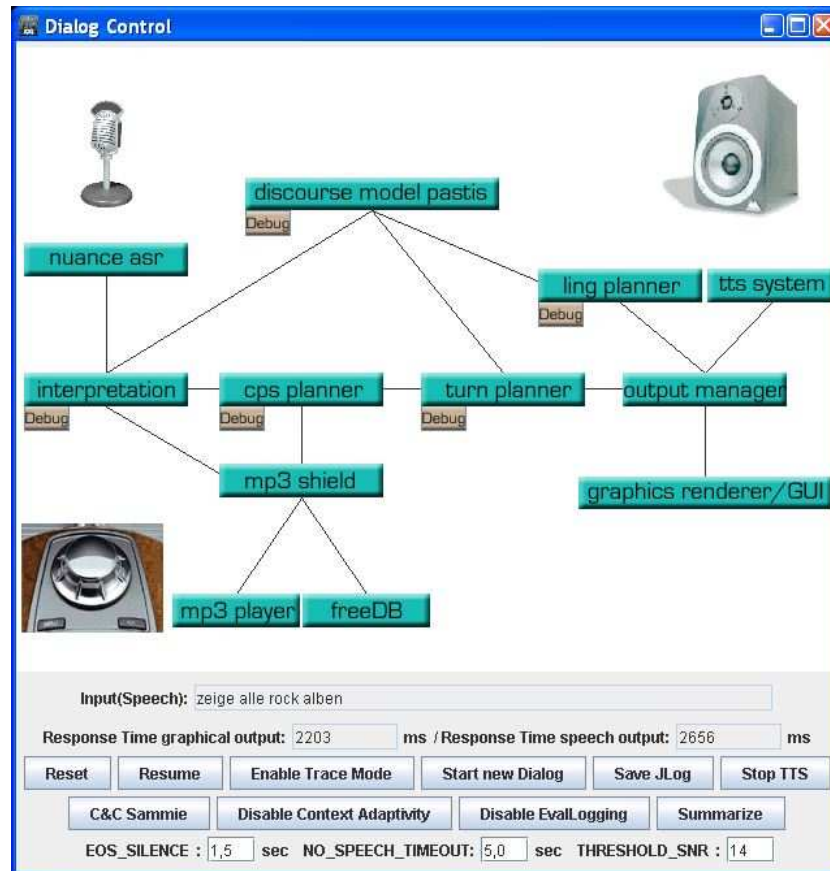 Dialog Control
discourse model pastis
Debug
nuance asr
ling planner tts system
Debug
interpretation cps planner turn planner output manager
Debug Debug Debug
mp3 shield
graphics renderer/GUI
mp3 player freeDB
Input(Speech): zeige alle rock alben
Response Time graphical output: 2203 ms / Response Time speech output: 2656 ms
Reset Resume Enable Trace Mode Start new Dialog Save JLog Stop TTS
C&C Sammie Disable Context Adaptivity Disable EvalLogging Summarize
EOS_SILENCE : 1,5 sec NO_SPEECH_TIMEOUT: 5,0 sec THRESHOLD_SNR : 14